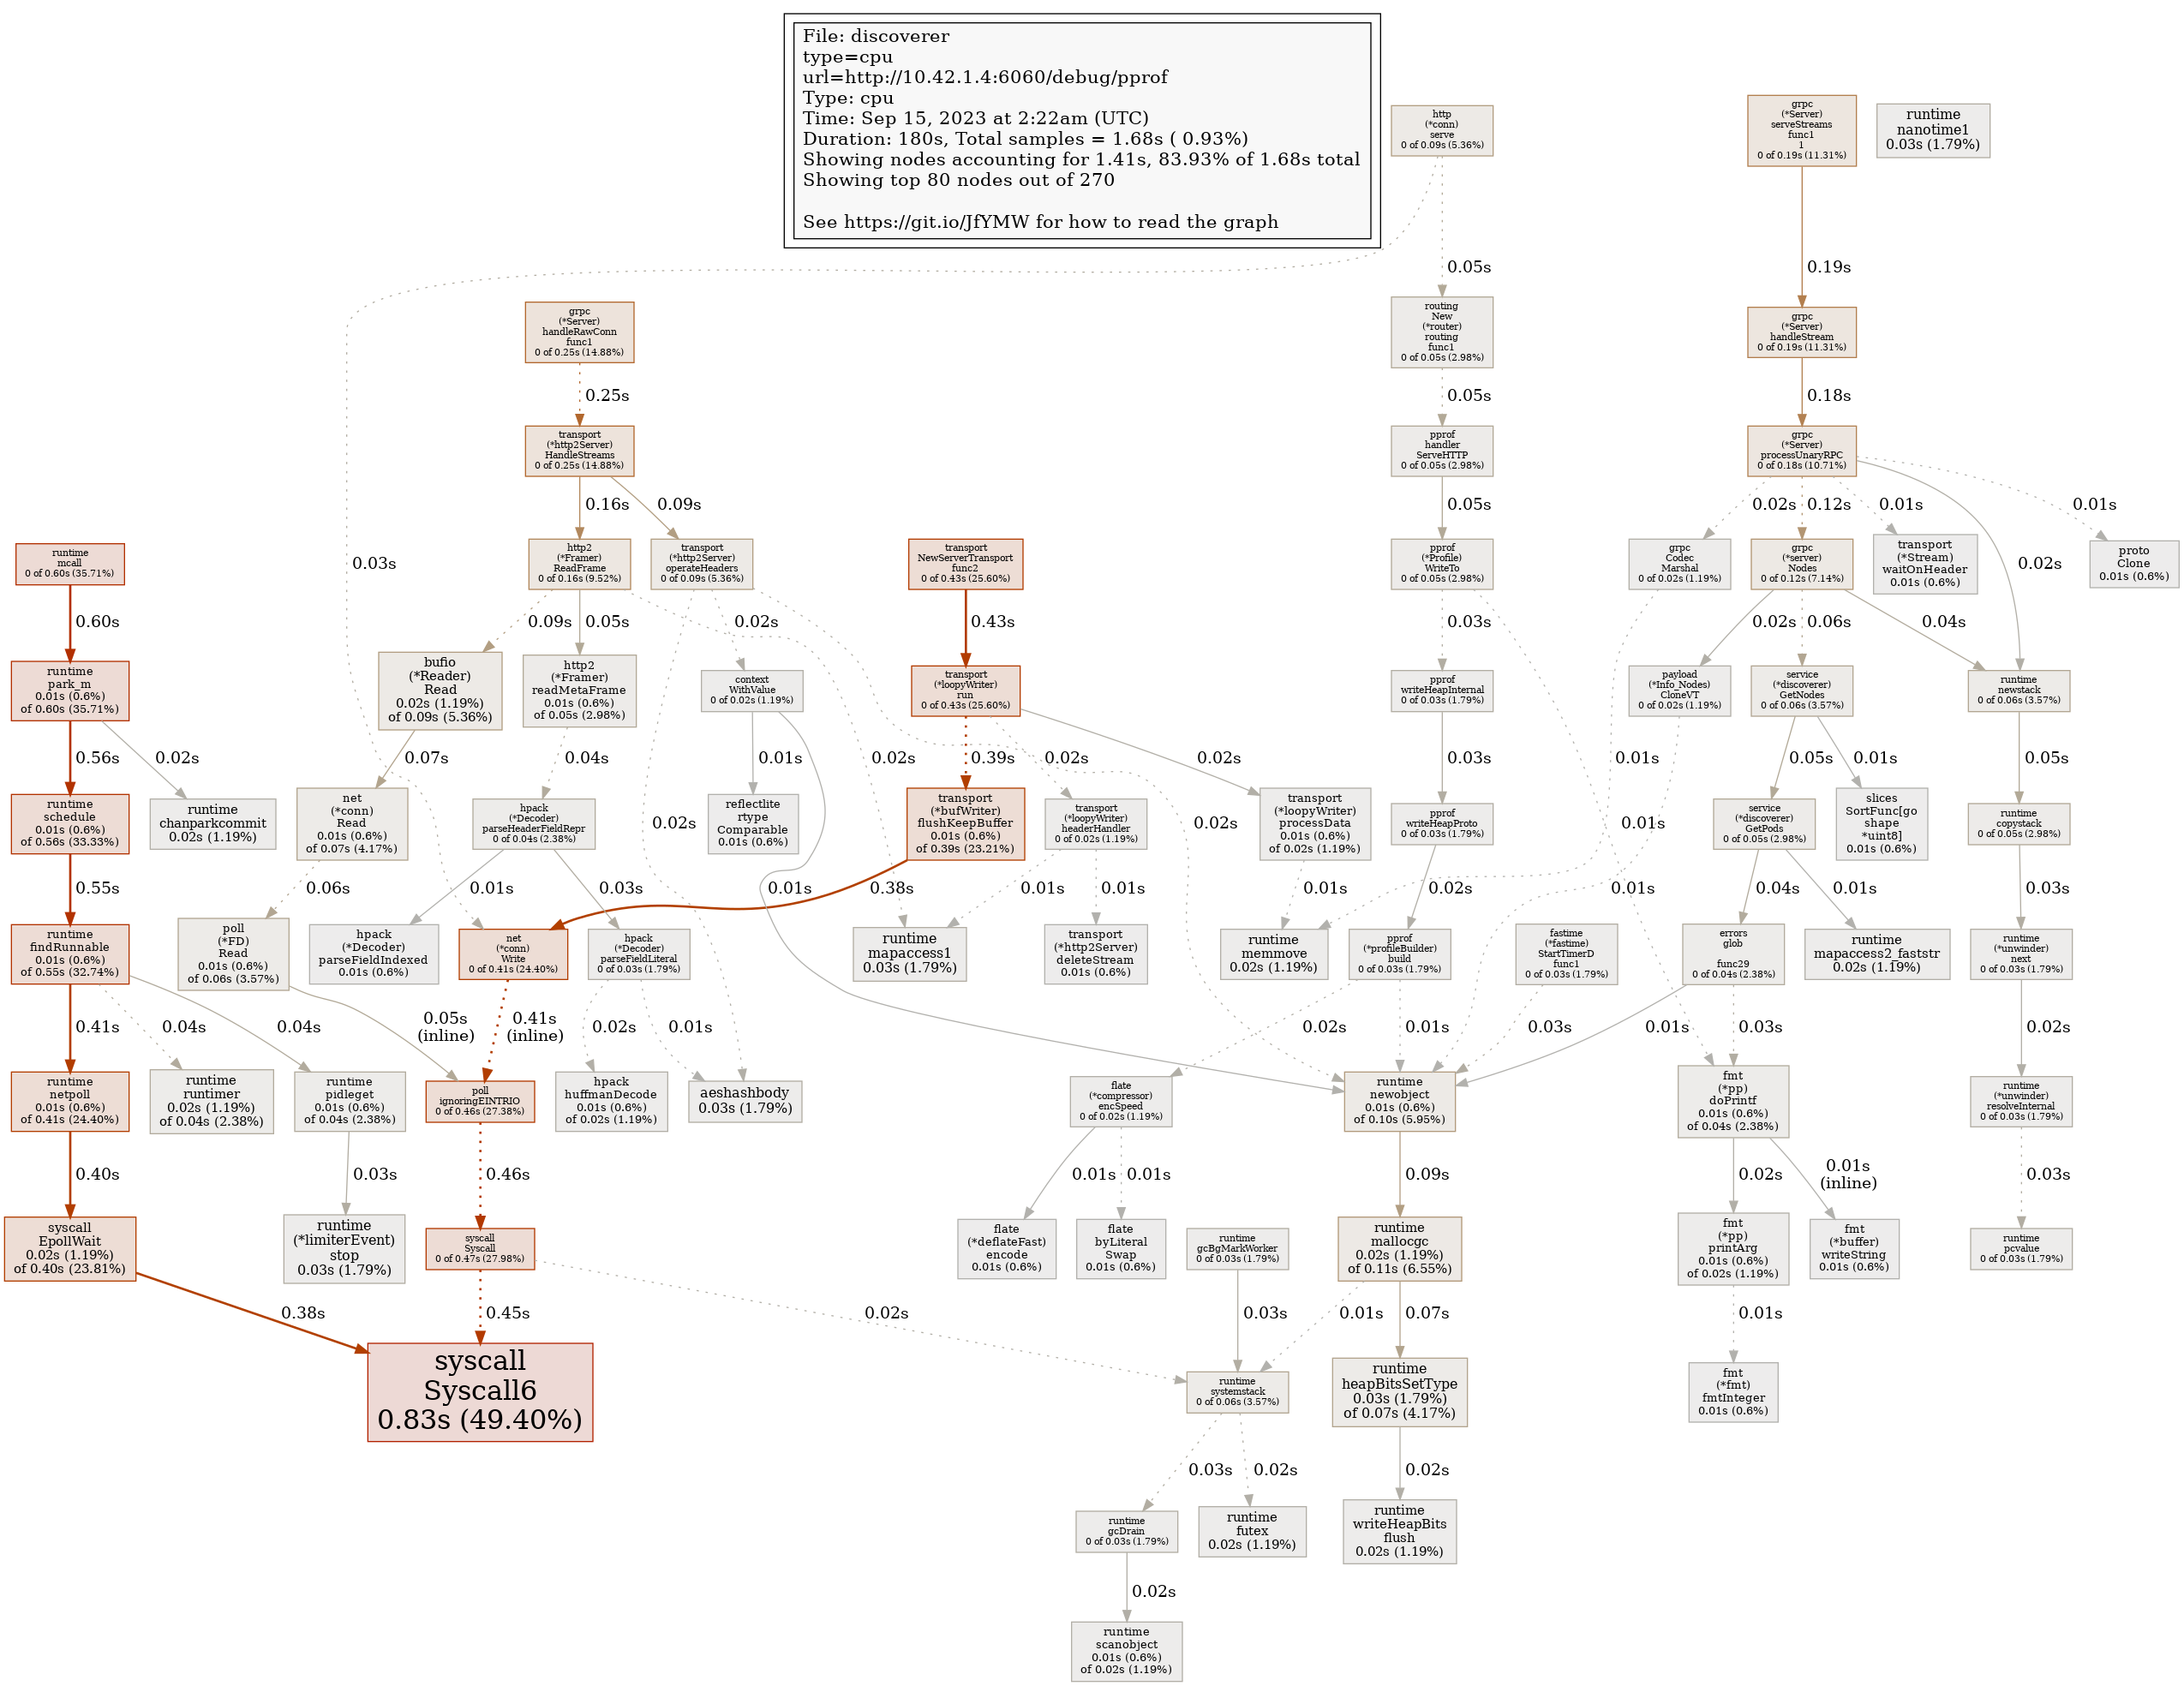 File: discoverer
type=cpu
url=http://10.42.1.4:6060/debug/pprof
Type: cpu
Time: Sep 15, 2023 at 2:22am (UTC)
Duration: 180s, Total samples = 1.68s ( 0.93%)
Showing nodes accounting for 1.41s, 83.93% of 1.68s total
Showing top 80 nodes out of 270
See https://git.io/JfYMW for how to read the graph
http
(*conn)
serve
0 of 0.09s (5.36%)
grpc
(*Server)
serveStreams
func1
1
0 of 0.19s (11.31%)
runtime
nanotime1
0.03s (1.79%)
0.05s
0.19s
grpc
(*Server)
handleRawConn
func1
0 of 0.25s (14.88%)
routing
New
(*router)
routing
func1
0 of 0.05s (2.98%)
grpc
(*Server)
handleStream
0 of 0.19s (11.31%)
0.25s
0.05s
0.18s
transport
(*http2Server)
HandleStreams
0 of 0.25s (14.88%)
pprof
handler
ServeHTTP
0 of 0.05s (2.98%)
grpc
(*Server)
processUnaryRPC
0 of 0.18s (10.71%)
0.16s
0.09s
0.05s
0.02s
0.12s
0.01s
0.01s
0.03s
0.02s
runtime
mcall
0 of 0.60s (35.71%)
http2
(*Framer)
ReadFrame
0 of 0.16s (9.52%)
transport
(*http2Server)
operateHeaders
0 of 0.09s (5.36%)
transport
NewServerTransport
func2
0 of 0.43s (25.60%)
pprof
(*Profile)
WriteTo
0 of 0.05s (2.98%)
grpc
Codec
Marshal
0 of 0.02s (1.19%)
grpc
(*server)
Nodes
0 of 0.12s (7.14%)
transport
(*Stream)
waitOnHeader
0.01s (0.6%)
proto
Clone
0.01s (0.6%)
0.60s
0.09s
0.05s
0.02s
0.43s
0.03s
0.02s
0.06s
0.04s
runtime
park_m
0.01s (0.6%)
of 0.60s (35.71%)
bufio
(*Reader)
Read
0.02s (1.19%)
of 0.09s (5.36%)
http2
(*Framer)
readMetaFrame
0.01s (0.6%)
of 0.05s (2.98%)
context
WithValue
0 of 0.02s (1.19%)
transport
(*loopyWriter)
run
0 of 0.43s (25.60%)
pprof
writeHeapInternal
0 of 0.03s (1.79%)
payload
(*Info_Nodes)
CloneVT
0 of 0.02s (1.19%)
service
(*discoverer)
GetNodes
0 of 0.06s (3.57%)
runtime
newstack
0 of 0.06s (3.57%)
0.56s
0.02s
0.07s
0.04s
0.01s
0.02s
0.39s
0.02s
0.02s
0.03s
0.01s
0.05s
0.01s
0.05s
runtime
schedule
0.01s (0.6%)
of 0.56s (33.33%)
runtime
chanparkcommit
0.02s (1.19%)
net
(*conn)
Read
0.01s (0.6%)
of 0.07s (4.17%)
hpack
(*Decoder)
parseHeaderFieldRepr
0 of 0.04s (2.38%)
reflectlite
rtype
Comparable
0.01s (0.6%)
transport
(*bufWriter)
flushKeepBuffer
0.01s (0.6%)
of 0.39s (23.21%)
transport
(*loopyWriter)
headerHandler
0 of 0.02s (1.19%)
transport
(*loopyWriter)
processData
0.01s (0.6%)
of 0.02s (1.19%)
pprof
writeHeapProto
0 of 0.03s (1.79%)
service
(*discoverer)
GetPods
0 of 0.05s (2.98%)
slices
SortFunc[go
shape
*uint8]
0.01s (0.6%)
runtime
copystack
0 of 0.05s (2.98%)
0.02s
0.02s
0.01s
0.55s
0.06s
0.01s
0.03s
0.01s
0.38s
0.01s
0.01s
0.01s
0.02s
0.01s
0.04s
0.01s
0.03s
runtime
findRunnable
0.01s (0.6%)
of 0.55s (32.74%)
poll
(*FD)
Read
0.01s (0.6%)
of 0.06s (3.57%)
hpack
(*Decoder)
parseFieldIndexed
0.01s (0.6%)
net
(*conn)
Write
0 of 0.41s (24.40%)
hpack
(*Decoder)
parseFieldLiteral
0 of 0.03s (1.79%)
runtime
mapaccess1
0.03s (1.79%)
transport
(*http2Server)
deleteStream
0.01s (0.6%)
runtime
memmove
0.02s (1.19%)
pprof
(*profileBuilder)
build
0 of 0.03s (1.79%)
fastime
(*fastime)
StartTimerD
func1
0 of 0.03s (1.79%)
errors
glob
func29
0 of 0.04s (2.38%)
runtime
mapaccess2_faststr
0.02s (1.19%)
runtime
(*unwinder)
next
0 of 0.03s (1.79%)
0.41s
0.04s
0.04s
0.05s
(inline)
0.41s
(inline)
0.02s
0.01s
0.02s
0.01s
0.03s
0.01s
0.03s
0.02s
runtime
netpoll
0.01s (0.6%)
of 0.41s (24.40%)
runtime
runtimer
0.02s (1.19%)
of 0.04s (2.38%)
runtime
pidleget
0.01s (0.6%)
of 0.04s (2.38%)
poll
ignoringEINTRIO
0 of 0.46s (27.38%)
hpack
huffmanDecode
0.01s (0.6%)
of 0.02s (1.19%)
aeshashbody
0.03s (1.79%)
flate
(*compressor)
encSpeed
0 of 0.02s (1.19%)
runtime
newobject
0.01s (0.6%)
of 0.10s (5.95%)
fmt
(*pp)
doPrintf
0.01s (0.6%)
of 0.04s (2.38%)
runtime
(*unwinder)
resolveInternal
0 of 0.03s (1.79%)
0.40s
0.03s
0.46s
0.01s
0.01s
0.09s
0.02s
0.01s
(inline)
0.03s
syscall
EpollWait
0.02s (1.19%)
of 0.40s (23.81%)
runtime
(*limiterEvent)
stop
0.03s (1.79%)
syscall
Syscall
0 of 0.47s (27.98%)
flate
(*deflateFast)
encode
0.01s (0.6%)
flate
byLiteral
Swap
0.01s (0.6%)
runtime
gcBgMarkWorker
0 of 0.03s (1.79%)
runtime
mallocgc
0.02s (1.19%)
of 0.11s (6.55%)
fmt
(*pp)
printArg
0.01s (0.6%)
of 0.02s (1.19%)
fmt
(*buffer)
writeString
0.01s (0.6%)
runtime
pcvalue
0 of 0.03s (1.79%)
0.38s
0.45s
0.02s
0.03s
0.01s
0.07s
0.01s
syscall
Syscall6
0.83s (49.40%)
runtime
systemstack
0 of 0.06s (3.57%)
runtime
heapBitsSetType
0.03s (1.79%)
of 0.07s (4.17%)
fmt
(*fmt)
fmtInteger
0.01s (0.6%)
0.03s
0.02s
0.02s
runtime
gcDrain
0 of 0.03s (1.79%)
runtime
futex
0.02s (1.19%)
runtime
writeHeapBits
flush
0.02s (1.19%)
0.02s
runtime
scanobject
0.01s (0.6%)
of 0.02s (1.19%)